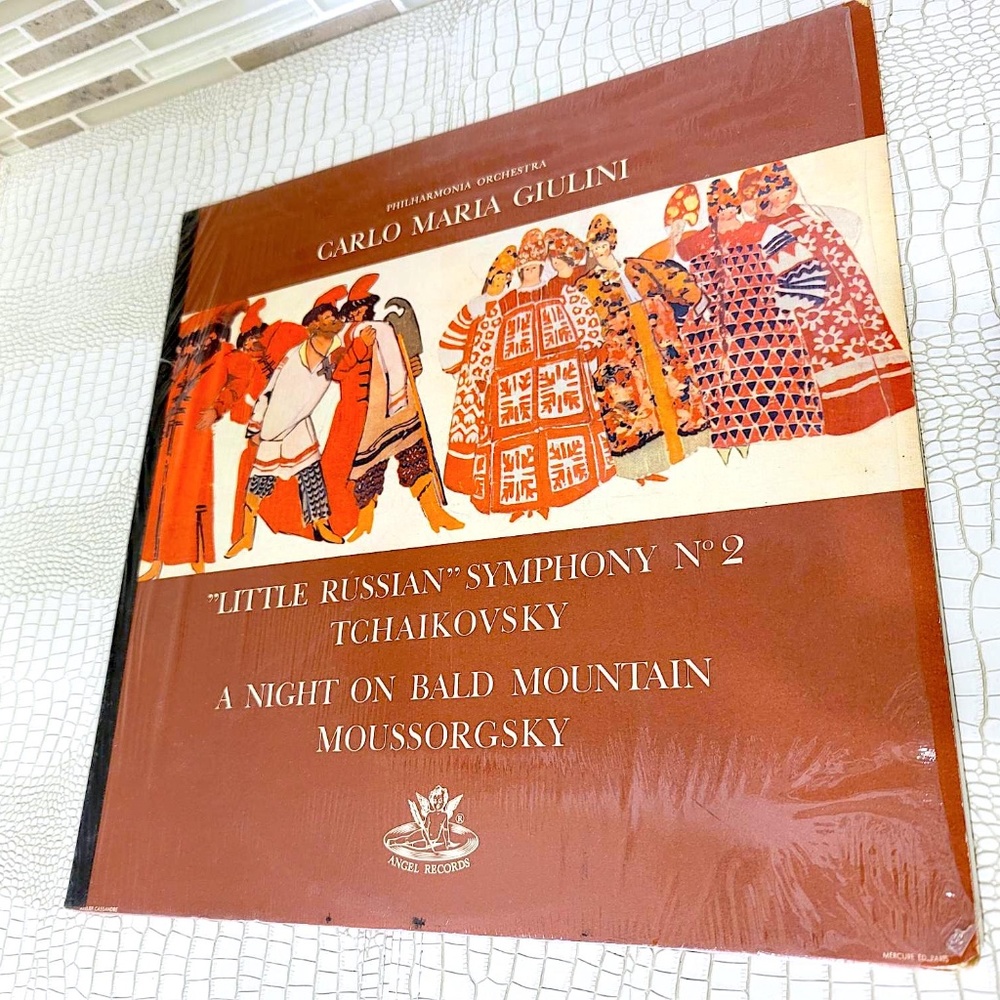 PHILHARMONIA ORCHESTRA
CARLO MARIA GIULINI
”LITTLE RUSSIAN” SYMPHONY Nº 2
TCHAIKOVSKY
A NIGHT ON BALD MOUNTAIN
MOUSSORGSKY
®
ANGEL RECORDS
CASSANDRE
MERCURE ED. PARIS